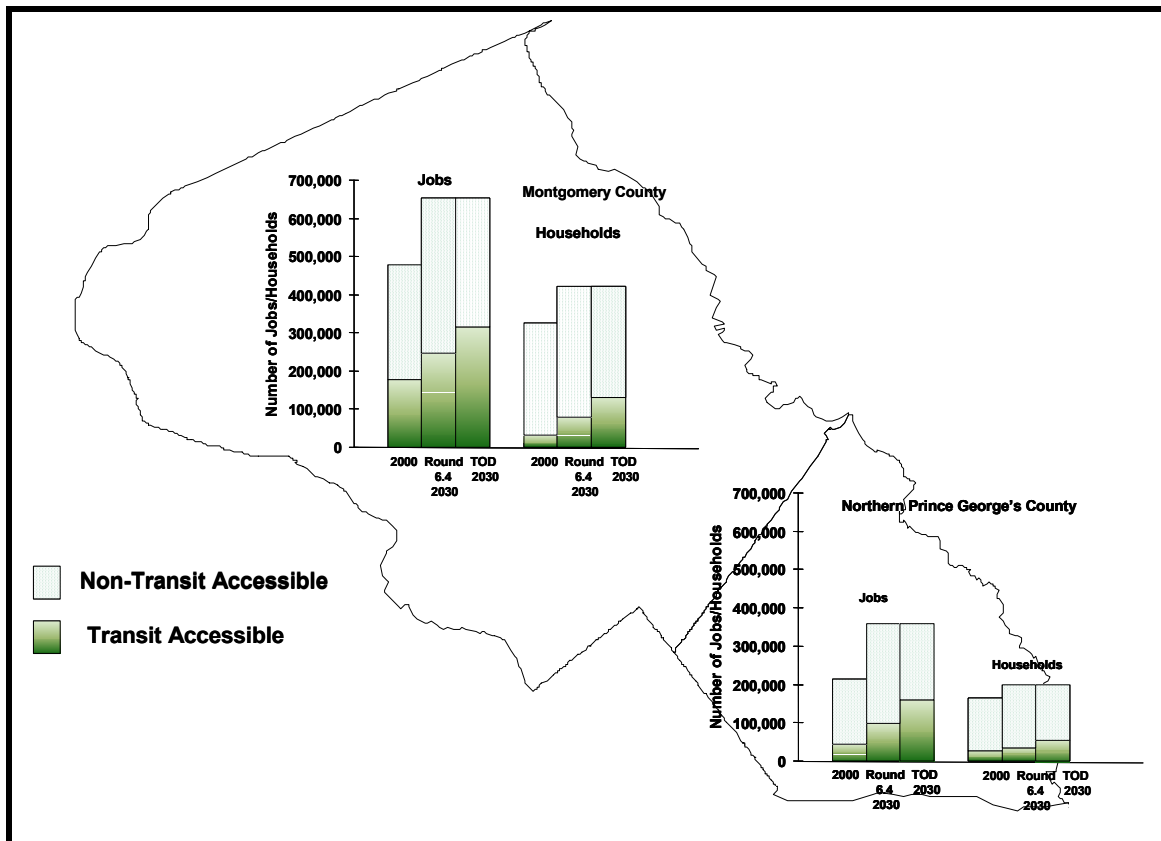 Jobs
Montgomery County
Households
Number of Jobs/Households
700,000
600,000
500,000
400,000
300,000
200,000
100,000
0
2000 Round TOD
6.4 2030
2030
2000 Round TOD
6.4 2030
2030
Non-Transit Accessible
Transit Accessible
Northern Prince George's County
Jobs
Households
Number of Jobs/Households
700,000
600,000
500,000
400,000
300,000
200,000
100,000
0
2000 Round TOD
6.4 2030
2030
2000 Round TOD
6.4 2030
2030